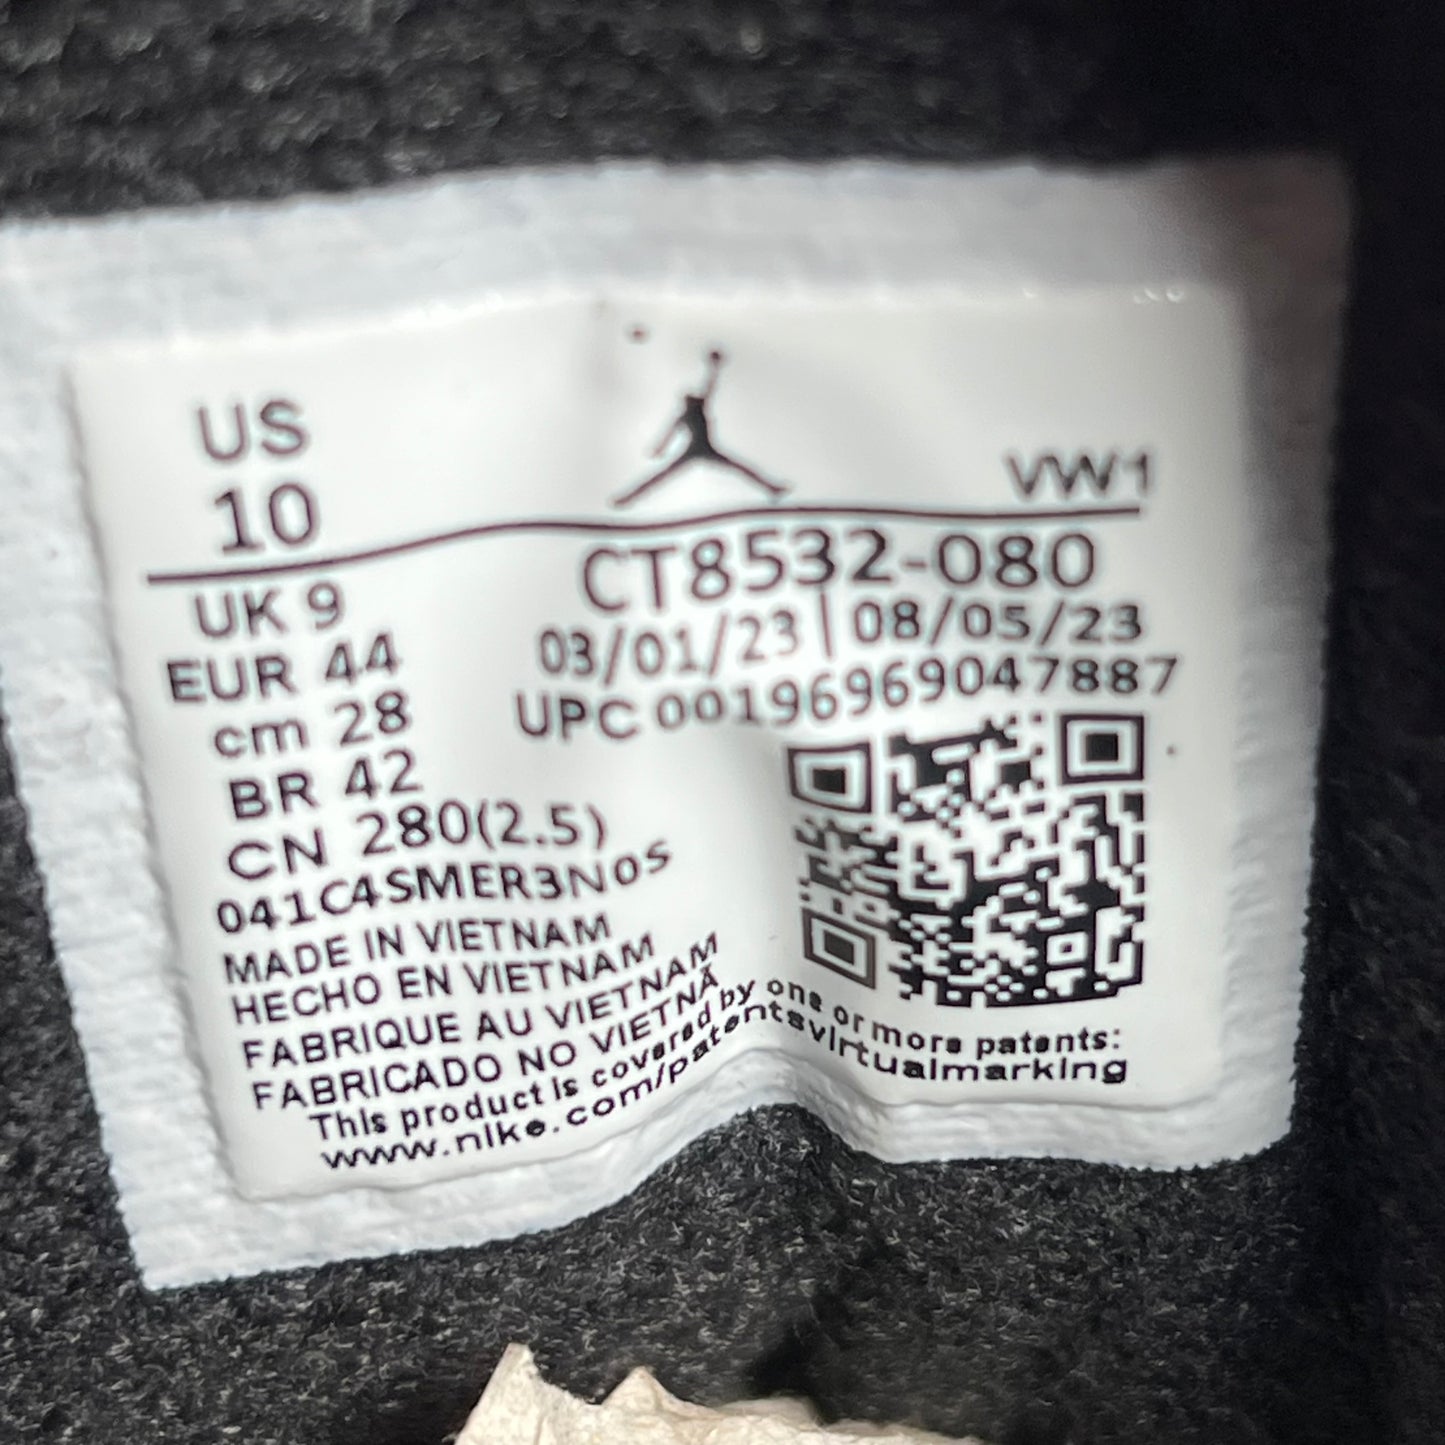 US
10
VW1
UK 9
EUR 44
cm 28
BR 42
CN 280(2.5)
CT8532-080
03/01/23 | 08/05/23
UPC 00196969047887
041C4SMER3N0S
MADE IN VIETNAM
HECHO EN VIETNAM
FABRIQUE AU VIETNAM
FABRICADO NO VIETNÃ
This product is covered by one or more patents:
www.nike.com/patentsvirtualmarking